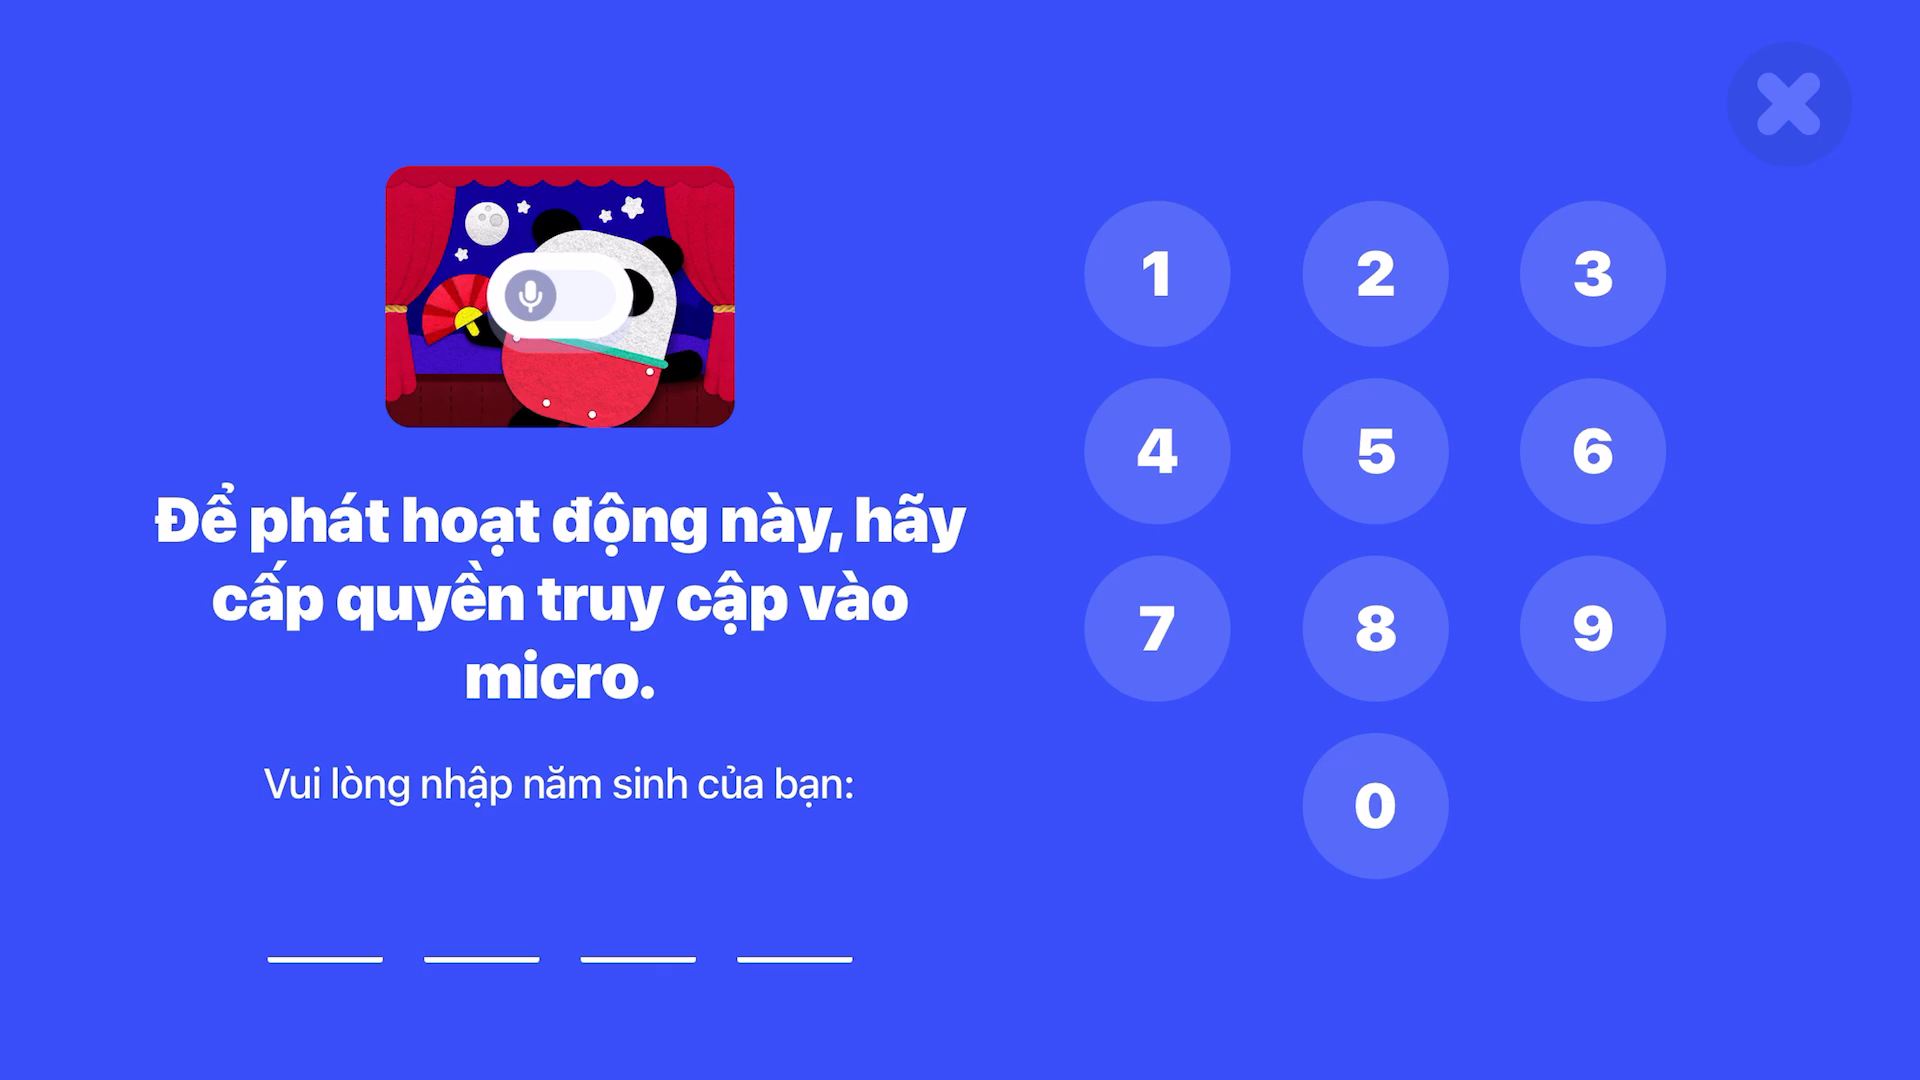 Để phát hoạt động này, hãy
cấp quyền truy cập vào
micro.
Vui lòng nhập năm sinh của bạn:
1 2 3
4 5 6
7 8 9
0